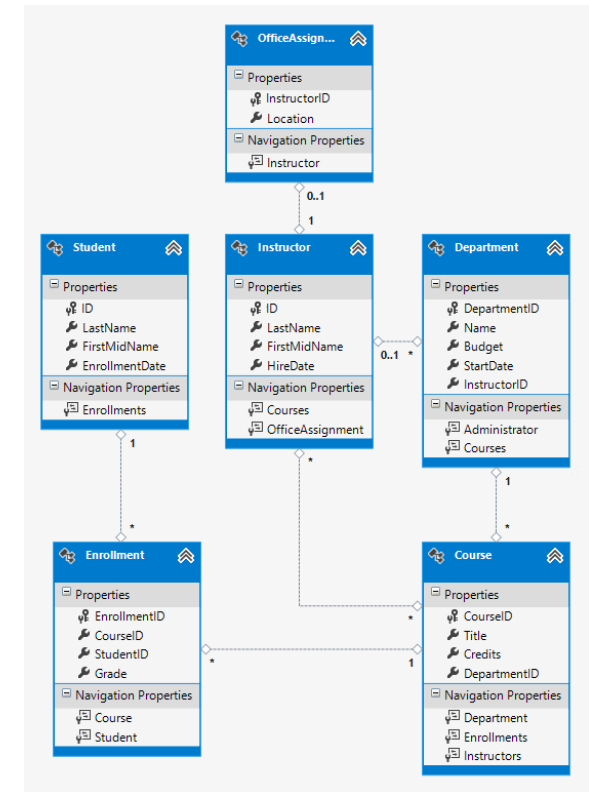 OfficeAssign...
Properties
InstructorID
Location
Navigation Properties
Instructor
0..1
1
Student
Properties
ID
LastName
FirstMidName
EnrollmentDate
Navigation Properties
Enrollments
Instructor
Properties
ID
LastName
FirstMidName
HireDate
Navigation Properties
Courses
OfficeAssignment
0..1 *
Department
Properties
DepartmentID
Name
Budget
StartDate
InstructorID
Navigation Properties
Administrator
Courses
1
*
*
1
*
Enrollment
Properties
EnrollmentID
CourseID
StudentID
Grade
Navigation Properties
Course
Student
*
*
1
Course
Properties
CourseID
Title
Credits
DepartmentID
Navigation Properties
Department
Enrollments
Instructors